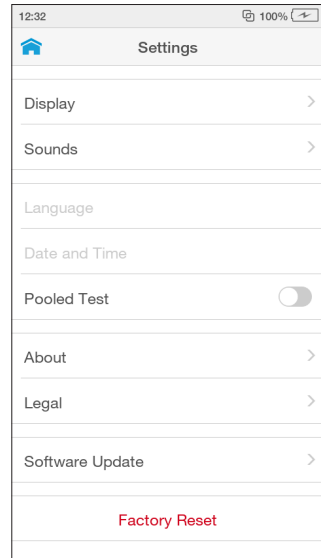 12:32 100%
Settings
Display
Sounds
Language
Date and Time
Pooled Test
About
Legal
Software Update
Factory Reset